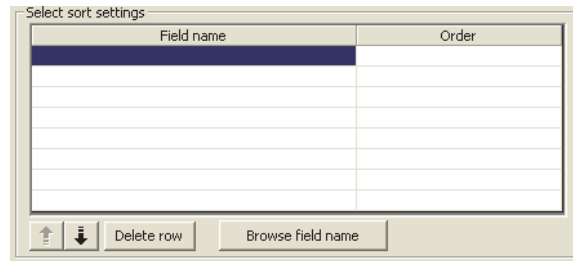 Select sort settings
Field name Order
Delete row Browse field name